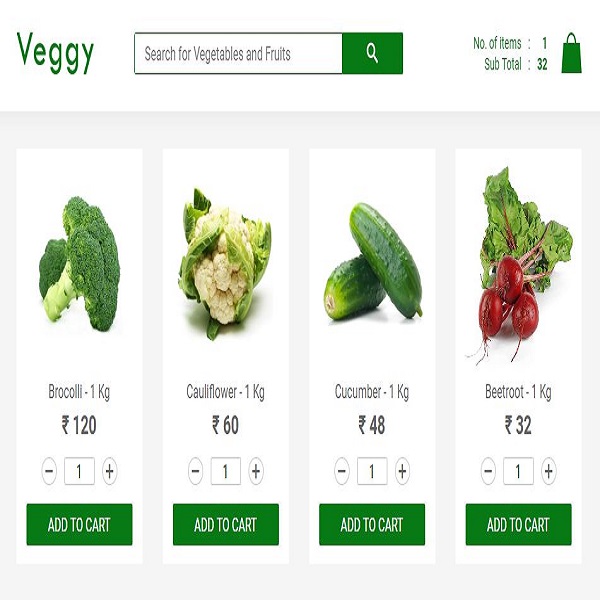 Veggy
Search for Vegetables and Fruits
No. of items : 1
Sub Total : 32
Brocolli - 1 Kg
₹ 120
− 1 +
ADD TO CART
Cauliflower - 1 Kg
₹ 60
− 1 +
ADD TO CART
Cucumber - 1 Kg
₹ 48
− 1 +
ADD TO CART
Beetroot - 1 Kg
₹ 32
− 1 +
ADD TO CART